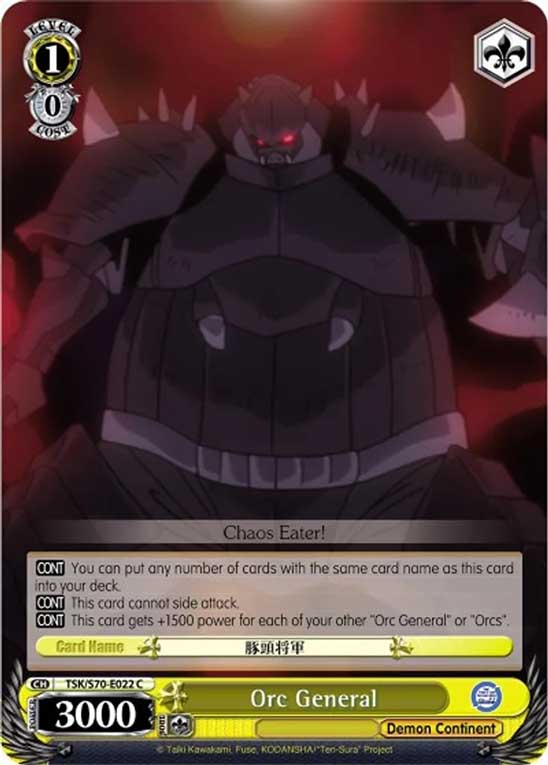 LEVEL
1
0
COST
Chaos Eater!
CONT You can put any number of cards with the same card name as this card
into your deck.
CONT This card cannot side attack.
CONT This card gets +1500 power for each of your other "Orc General" or "Orcs".
Card Name 豚頭将軍
CH TSK/S70-E022 C
Orc General
POWER 3000
SOUL
Demon Continent
© Taiki Kawakami, Fuse, KODANSHA/"Ten-Sura" Project